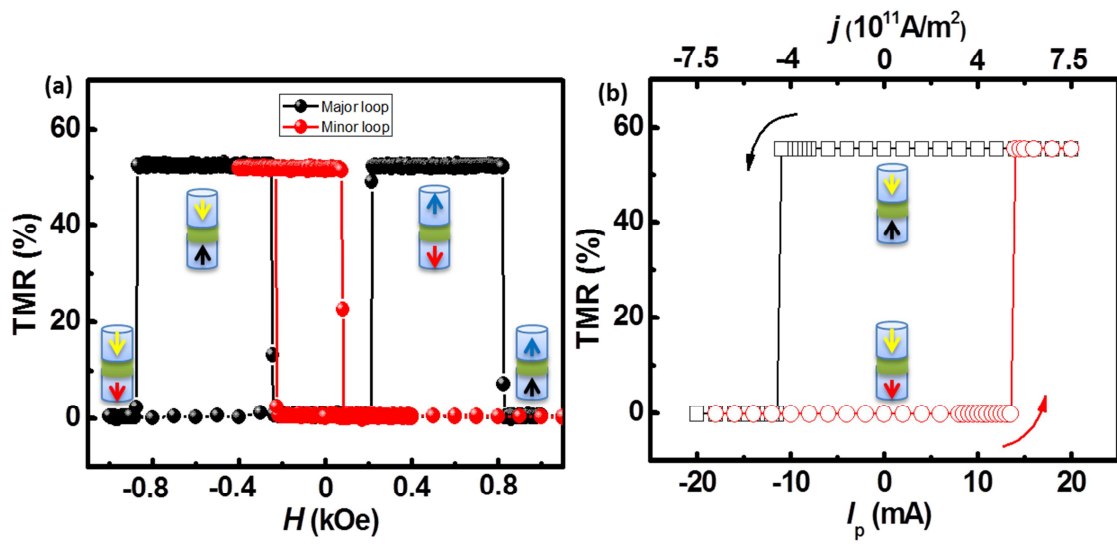 (a)
Major loop
Minor loop
TMR (%)
60
40
20
0
-0.8
-0.4
0
0.4
0.8
H (kOe)
(b)
j (10¹¹A/m²)
-7.5
-4
0
4
7.5
TMR (%)
80
60
40
20
0
-20
-10
0
10
20
Iₚ (mA)